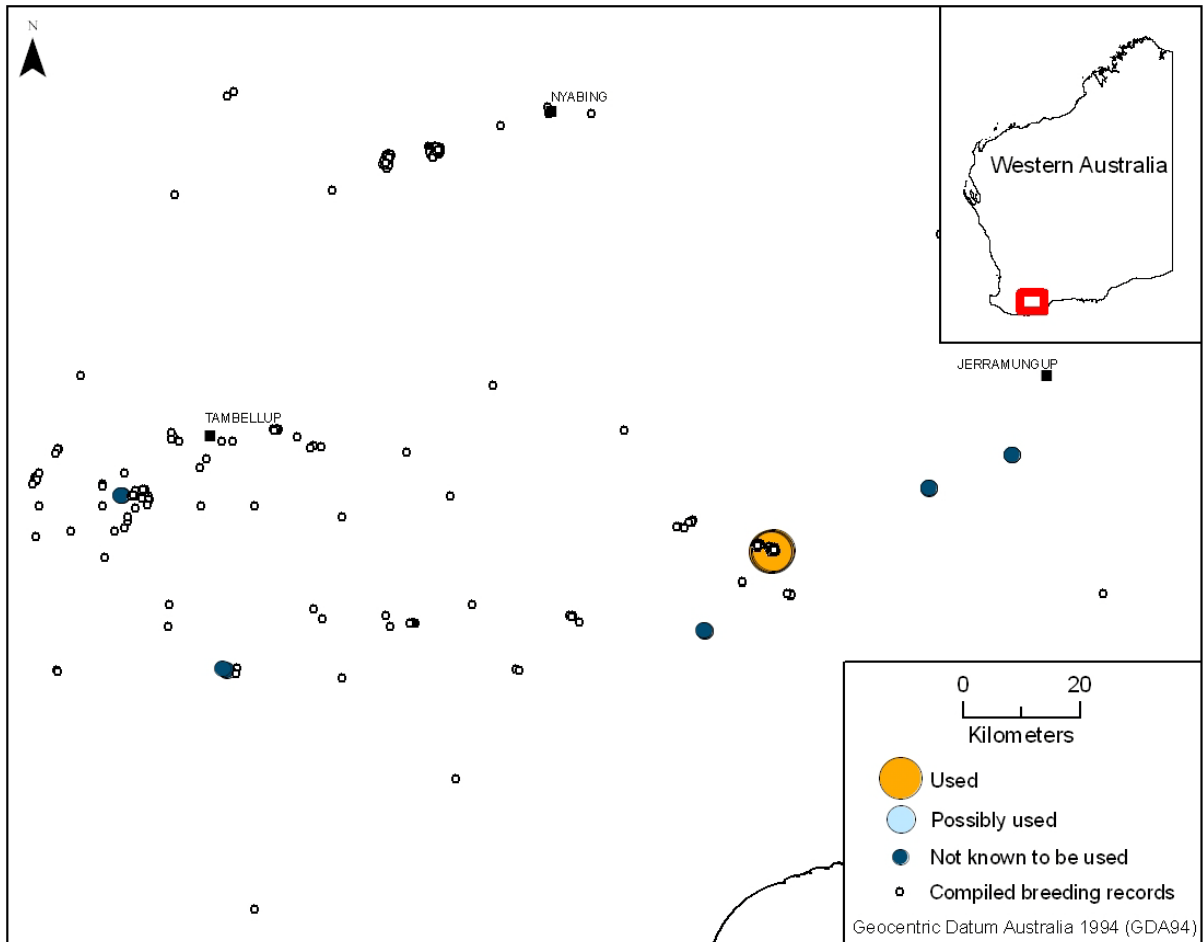 N
NYABING
Western Australia
JERRAMUNGUP
TAMBELLUP
0 20
Kilometers
Used
Possibly used
Not known to be used
Compiled breeding records
Geocentric Datum Australia 1994 (GDA94)